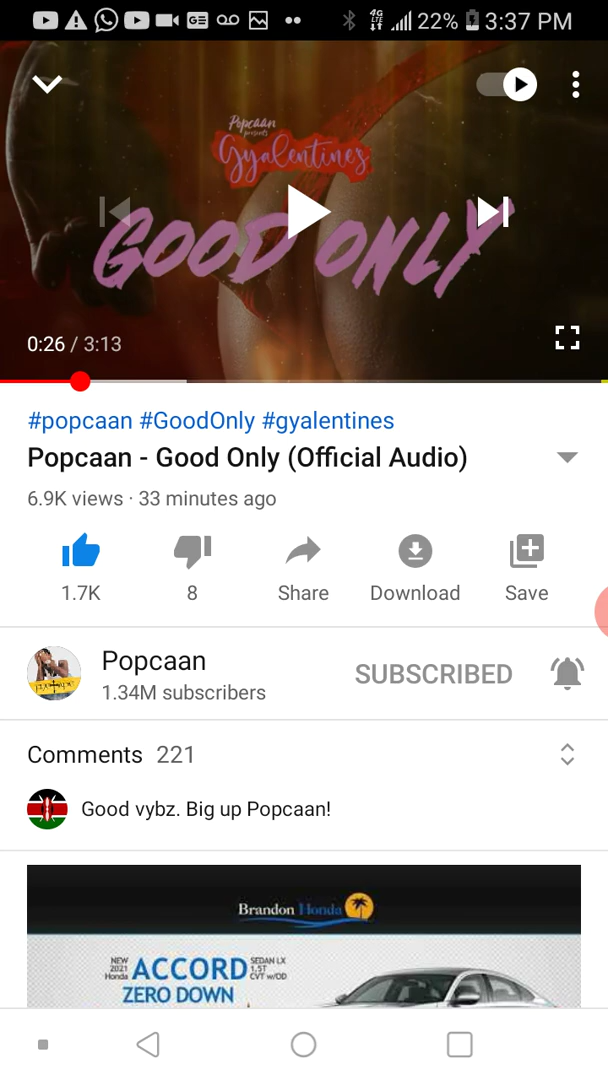 GE
4G
LTE
22%
3:37 PM
Popcaan
presents
Gyalentines
GOOD ONLY
0:26 / 3:13
#popcaan #GoodOnly #gyalentines
Popcaan - Good Only (Official Audio)
6.9K views · 33 minutes ago
1.7K
8
Share
Download
Save
Popcaan
SUBSCRIBED
1.34M subscribers
Comments 221
Good vybz. Big up Popcaan!
Brandon Honda
NEW
2021
Honda
ACCORD
SEDAN LX
1.5T
CVT w/OD
ZERO DOWN